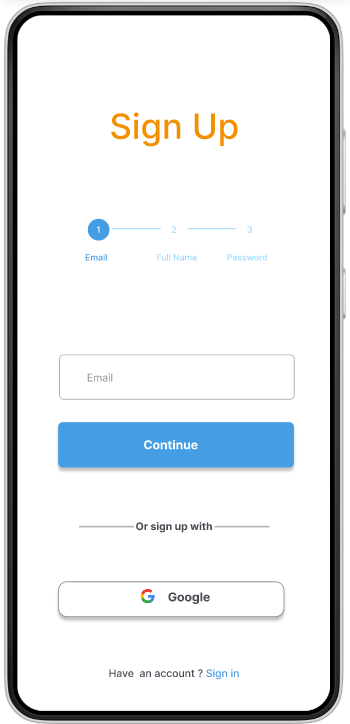 Sign Up
1 2 3
Email Full Name Password
Email
Continue
Or sign up with
Google
Have an account ? Sign in